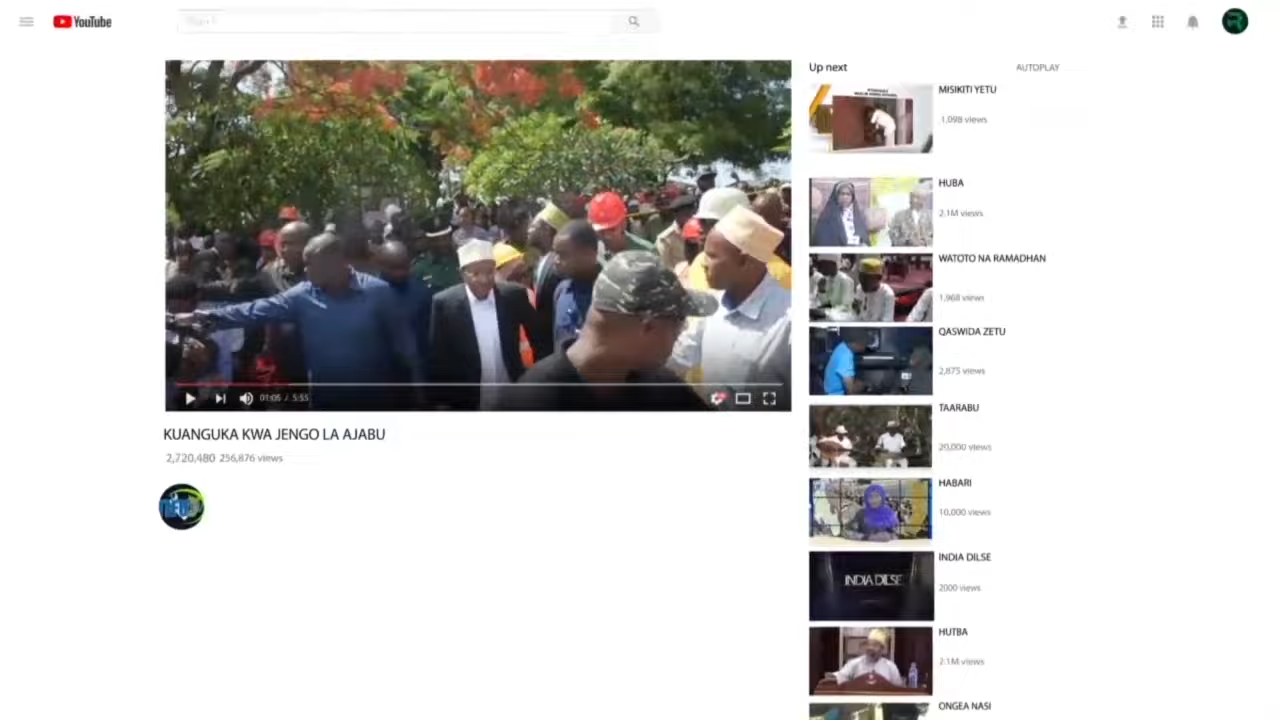 YouTube
KUANGUKA KWA JENGO LA AJABU
2,720,480 256,876 views
01:05 / 5:55
Up next
AUTOPLAY
MISIKITI YETU
1,098 views
HUBA
2.1M views
WATOTO NA RAMADHAN
1,968 views
QASWIDA ZETU
2,875 views
TAARABU
20,000 views
HABARI
10,000 views
INDIA DILSE
INDIA DILSE
2000 views
HUTBA
2.1M views
ONGEA NASI